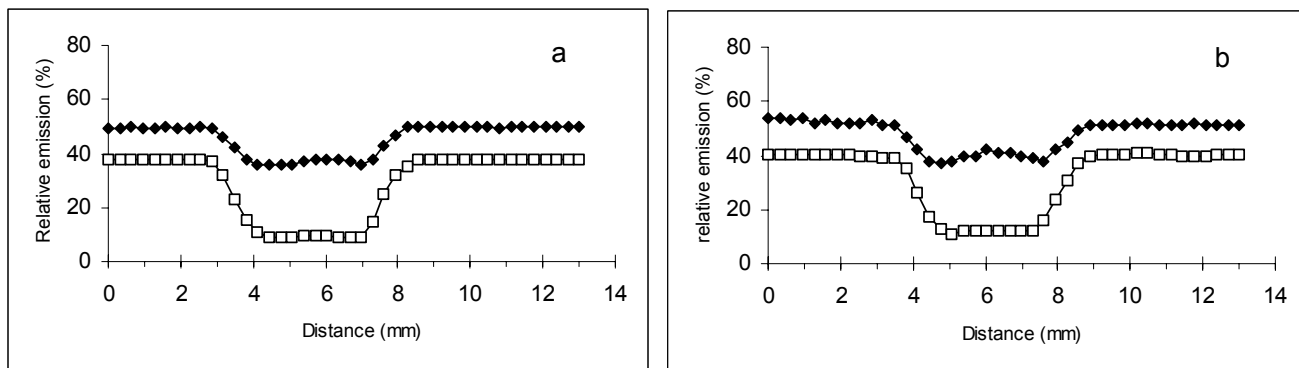 a
Relative emission (%)
80
60
40
20
0
0 2 4 6 8 10 12 14
Distance (mm)
b
relative emission (%)
80
60
40
20
0
0 2 4 6 8 10 12 14
Distance (mm)